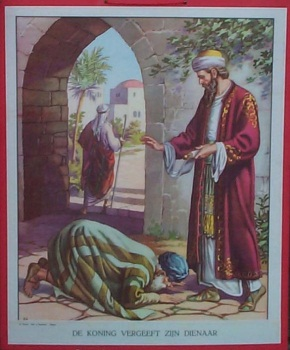 DE KONING VERGEEFT ZIJN DIENAAR